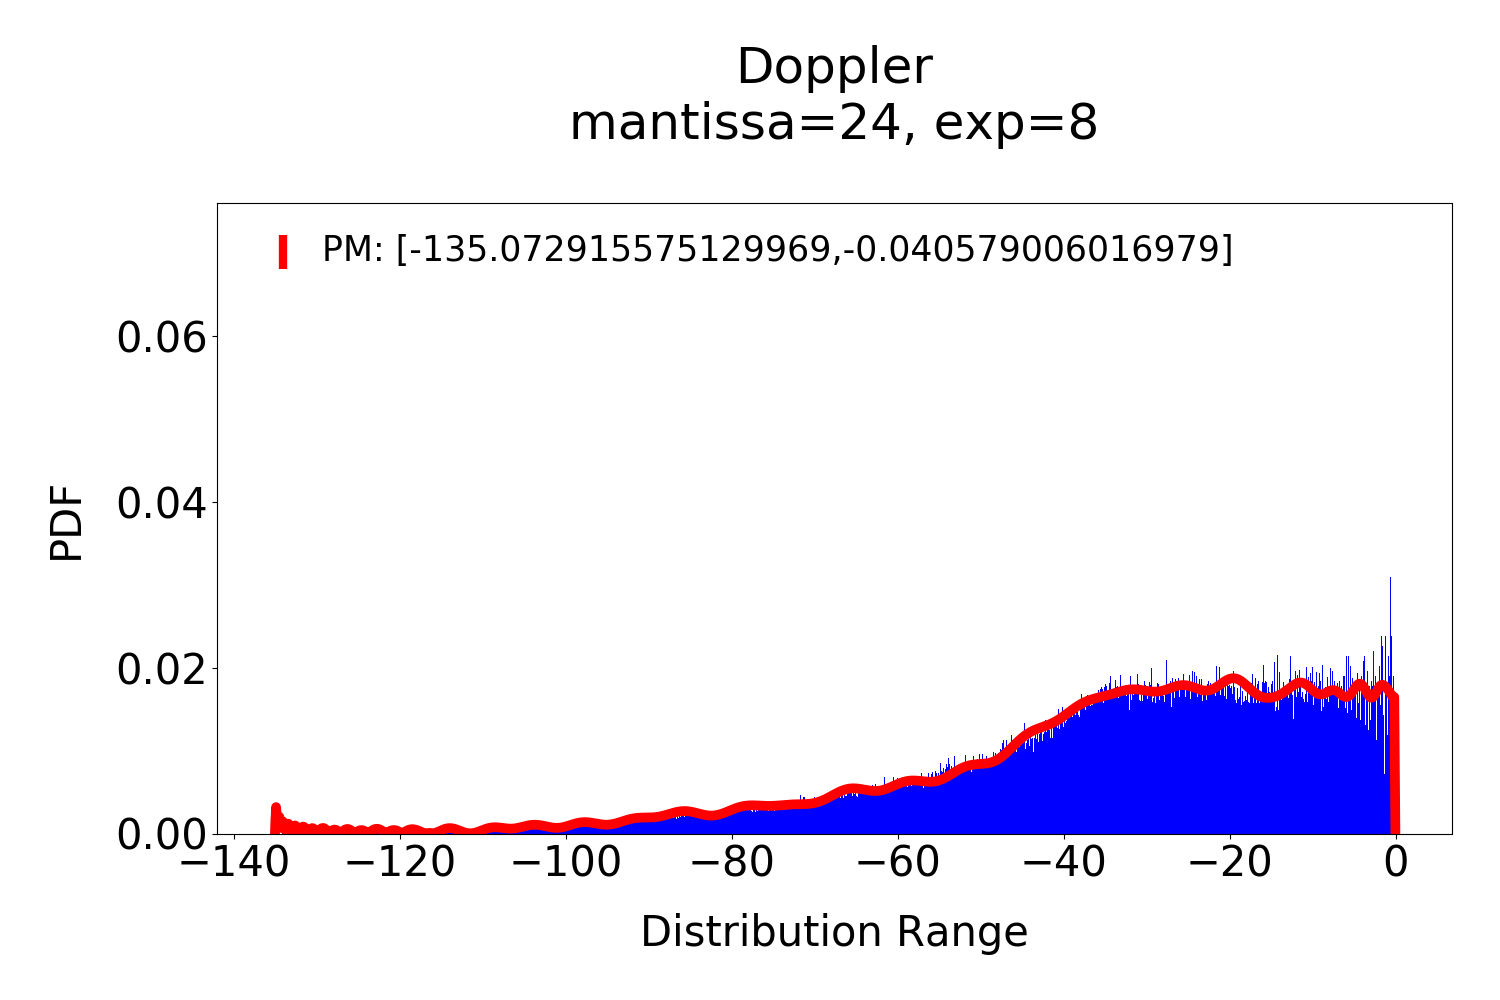 Doppler
mantissa=24, exp=8
PM: [-135.072915575129969,-0.040579006016979]
0.06
0.04
0.02
0.00
PDF
−140 −120 −100 −80 −60 −40 −20 0
Distribution Range